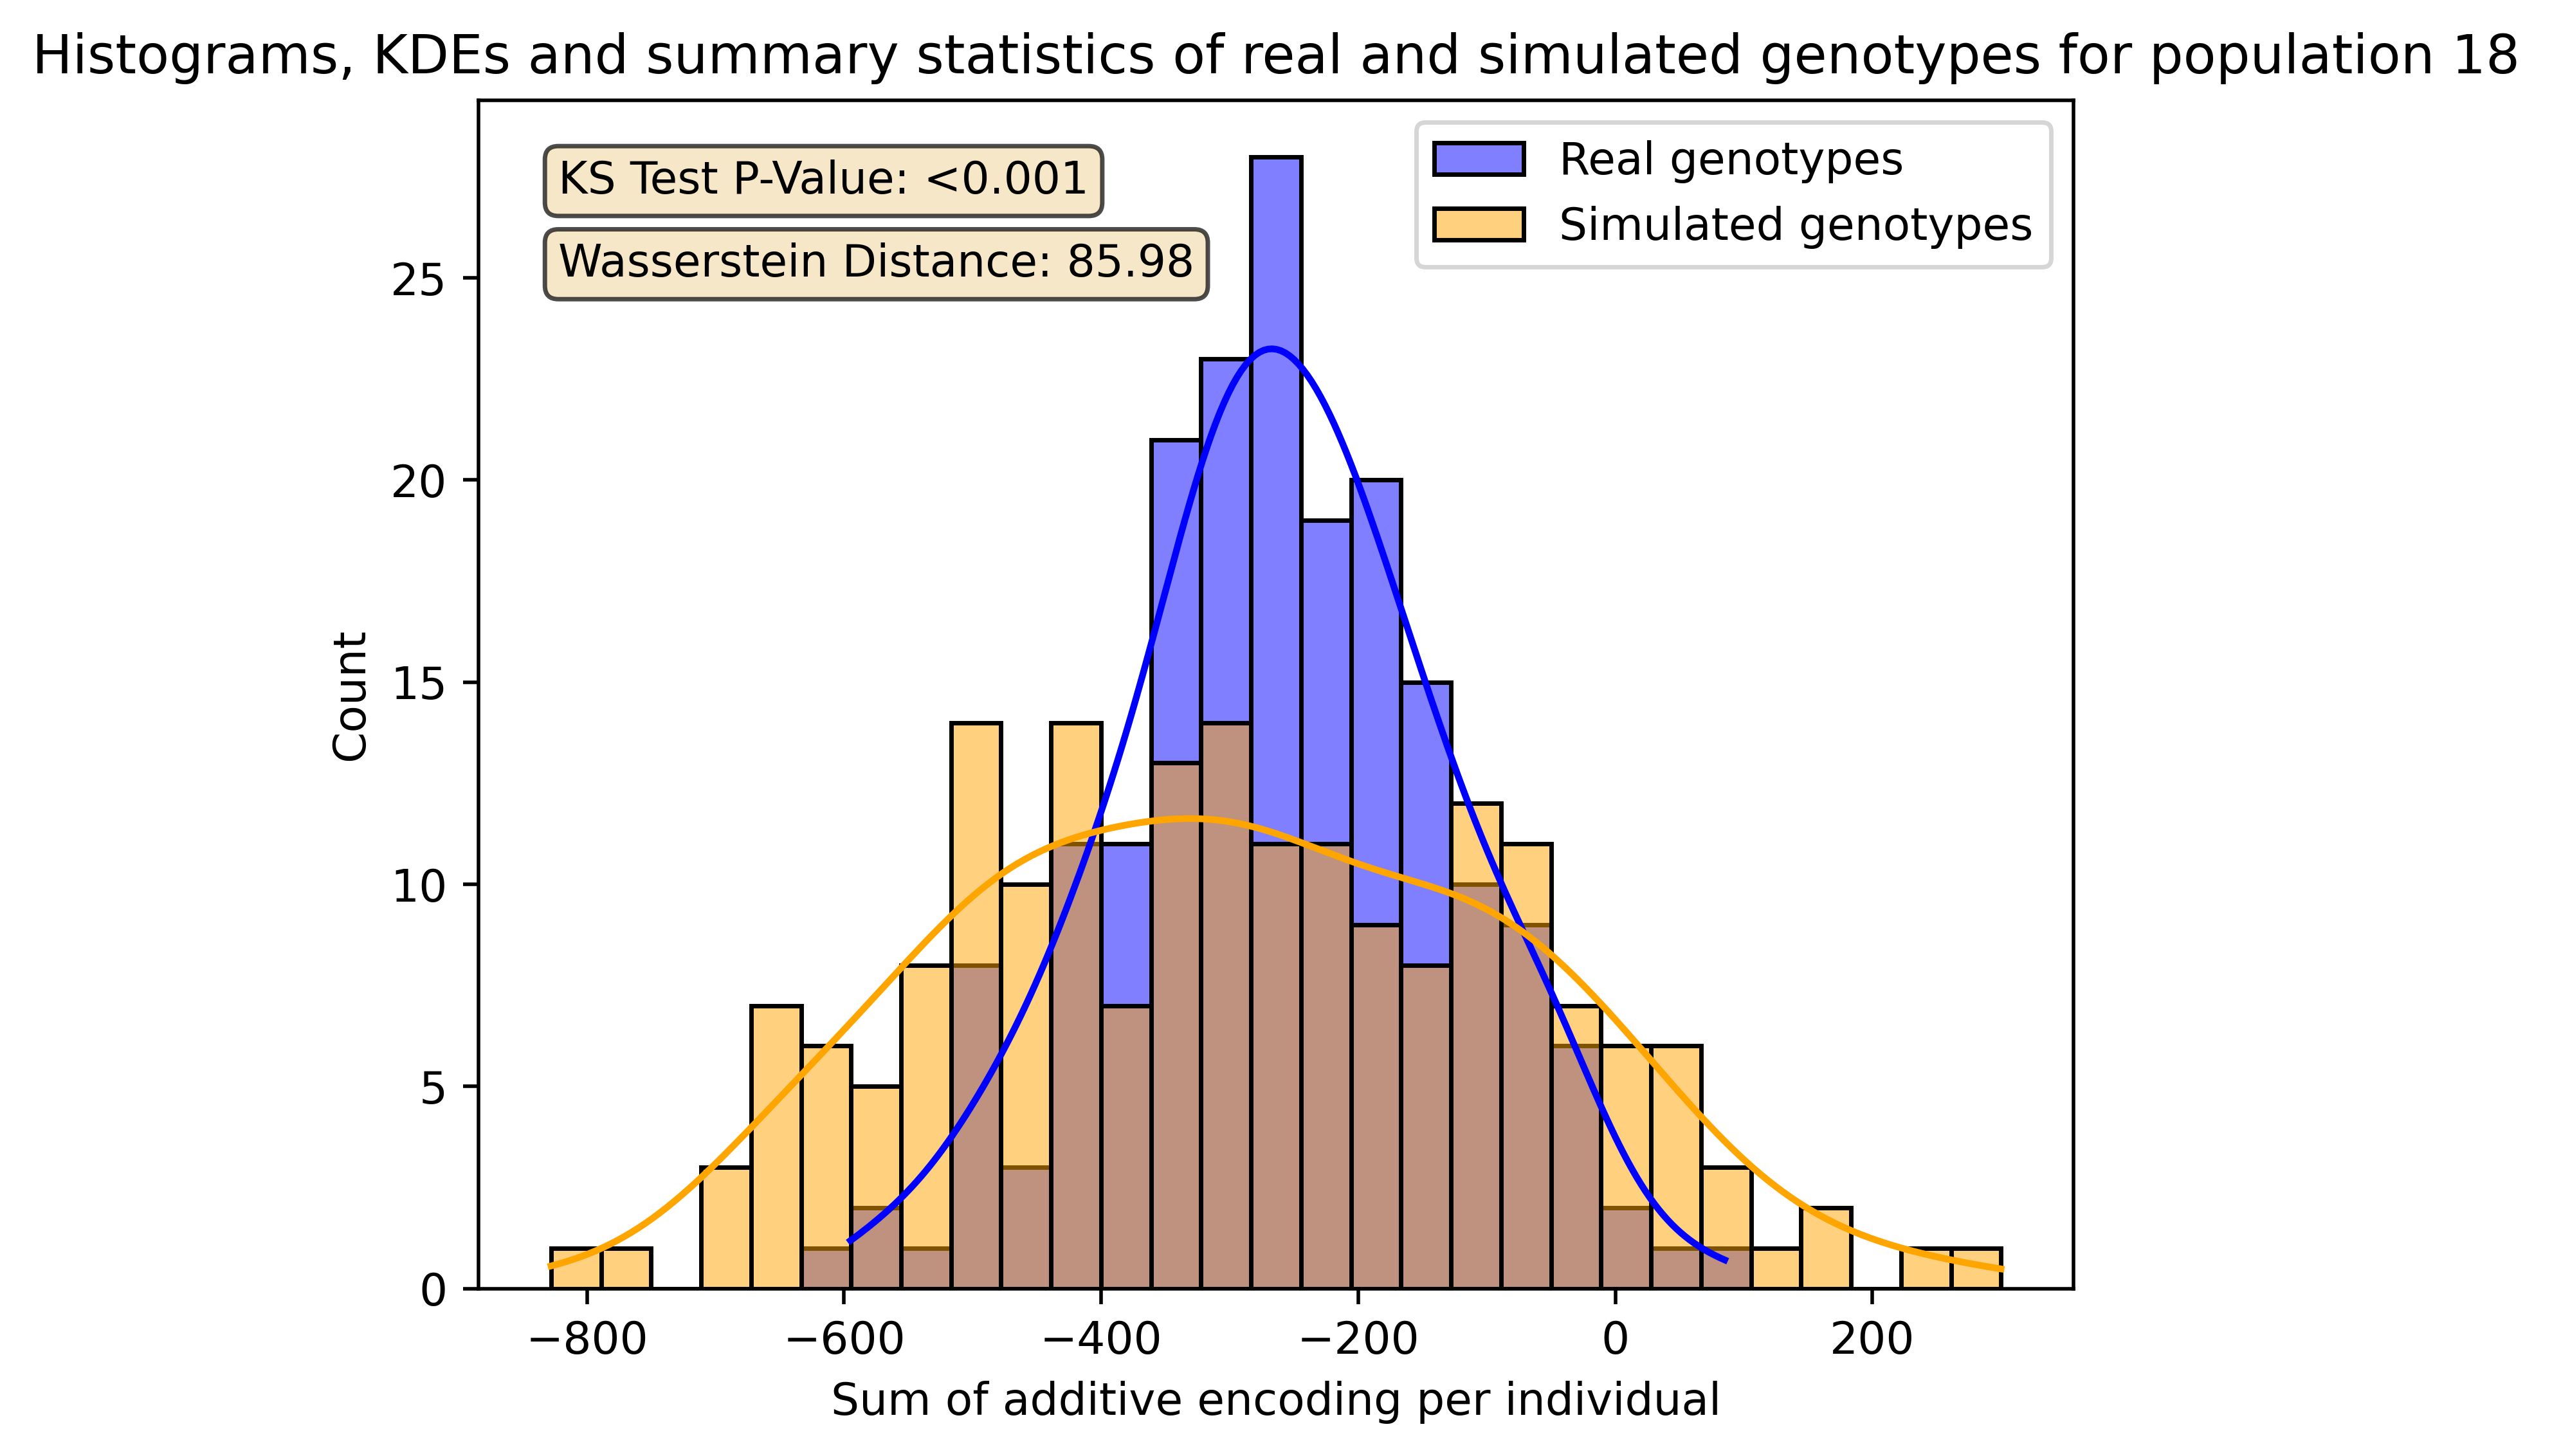 Histograms, KDEs and summary statistics of real and simulated genotypes for population 18
KS Test P-Value: <0.001
Wasserstein Distance: 85.98
Real genotypes
Simulated genotypes
25
20
15
10
5
0
Count
−800 −600 −400 −200 0 200
Sum of additive encoding per individual